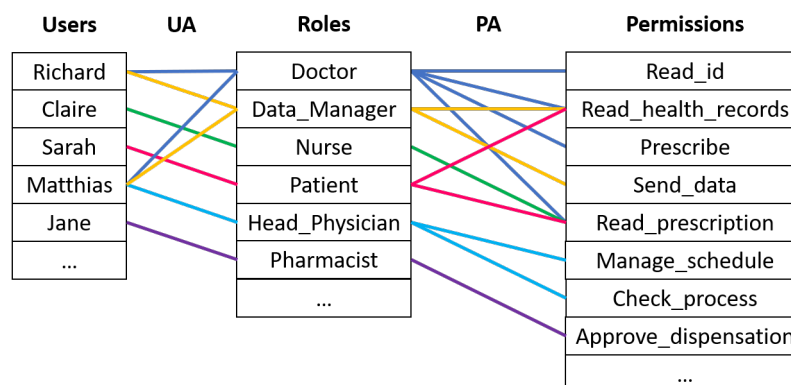 Users UA Roles PA Permissions
Richard Doctor Read_id
Claire Data_Manager Read_health_records
Sarah Nurse Prescribe
Matthias Patient Send_data
Jane Head_Physician Read_prescription
... Pharmacist Manage_schedule
... Check_process
Approve_dispensation
...